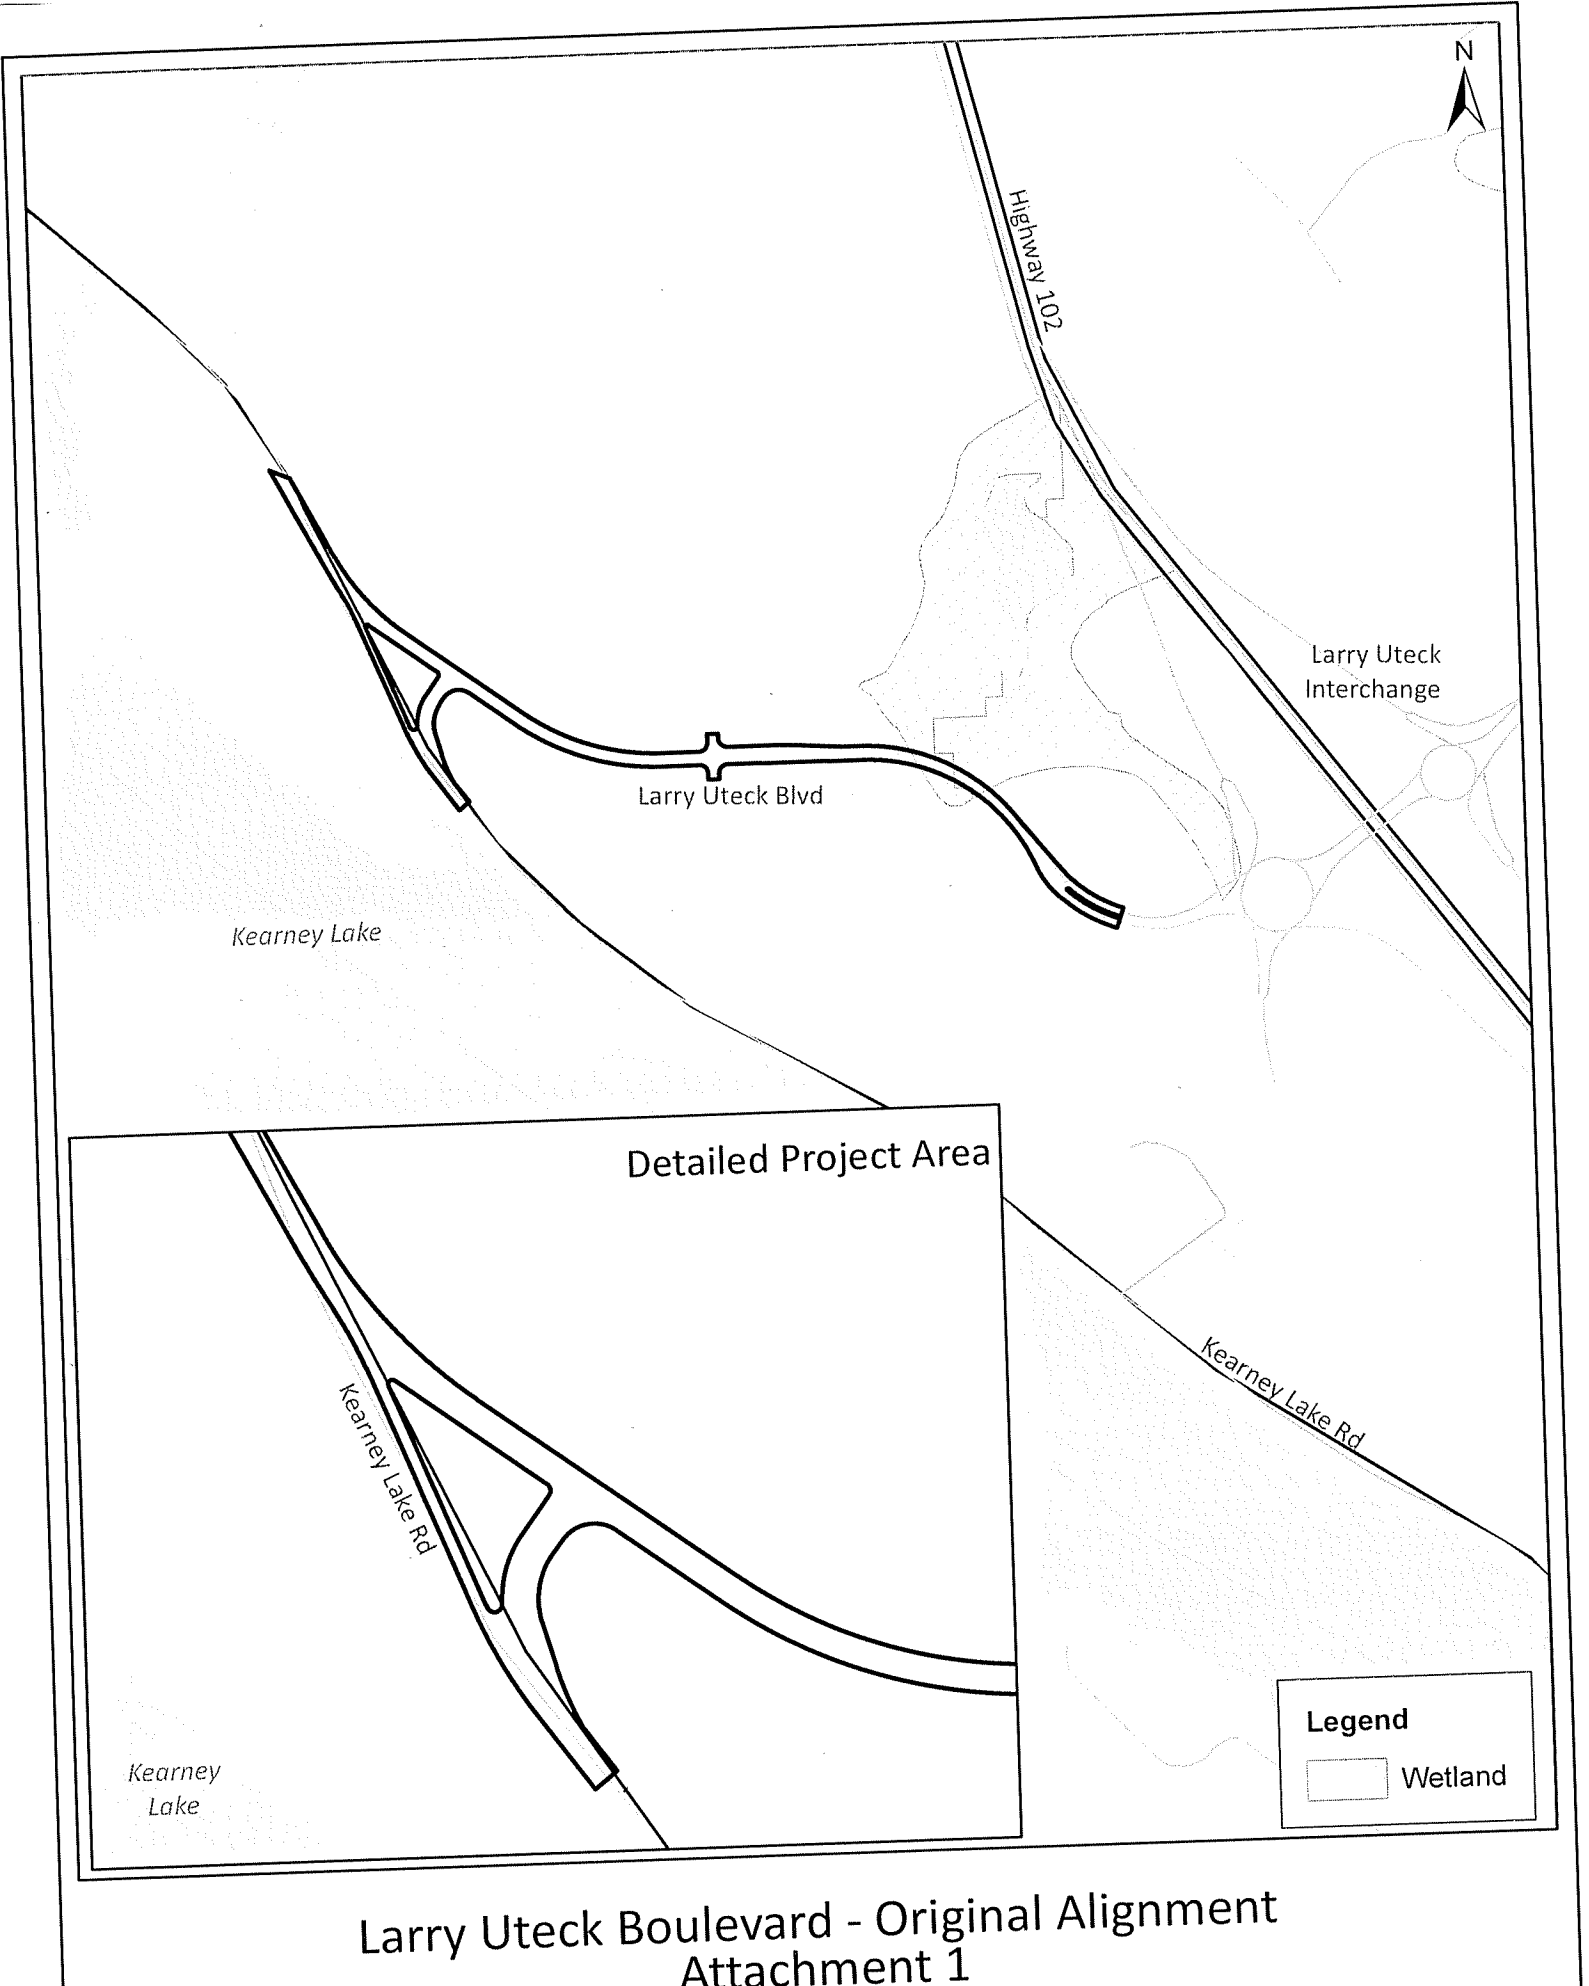 N
Highway 102
Larry Uteck
Interchange
Larry Uteck Blvd
Kearney Lake
Detailed Project Area
Kearney Lake Rd
Kearney Lake Rd
Kearney
Lake
Legend
Wetland
Larry Uteck Boulevard - Original Alignment
Attachment 1